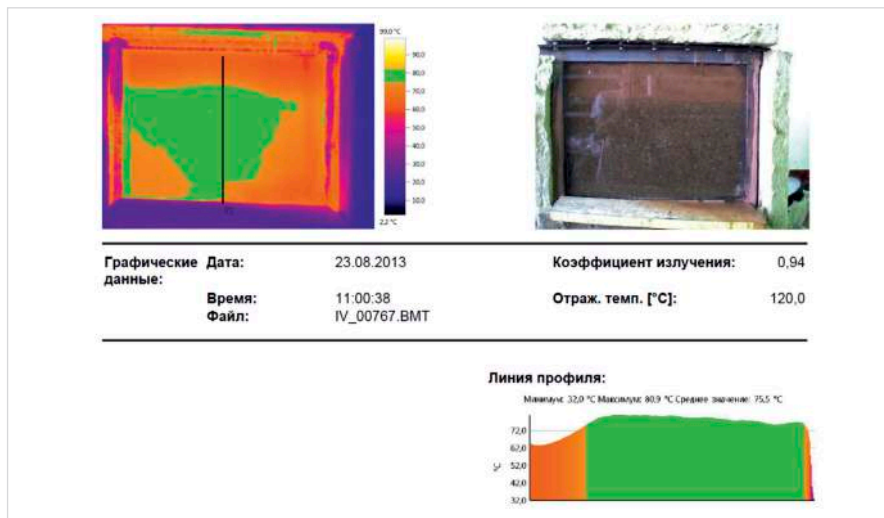 99,0 °C
90,0
80,0
70,0
60,0
50,0
40,0
30,0
20,0
10,0
2,2 °C
Графические данные:
Дата: 23.08.2013
Время: 11:00:38
Файл: IV_00767.BMT
Коэффициент излучения: 0,94
Отраж. темп. [°C]: 120,0
Линия профиля:
Минимум: 32,0 °C Максимум: 80,9 °C Среднее значение: 75,5 °C
72,0
62,0
52,0
42,0
32,0
°C